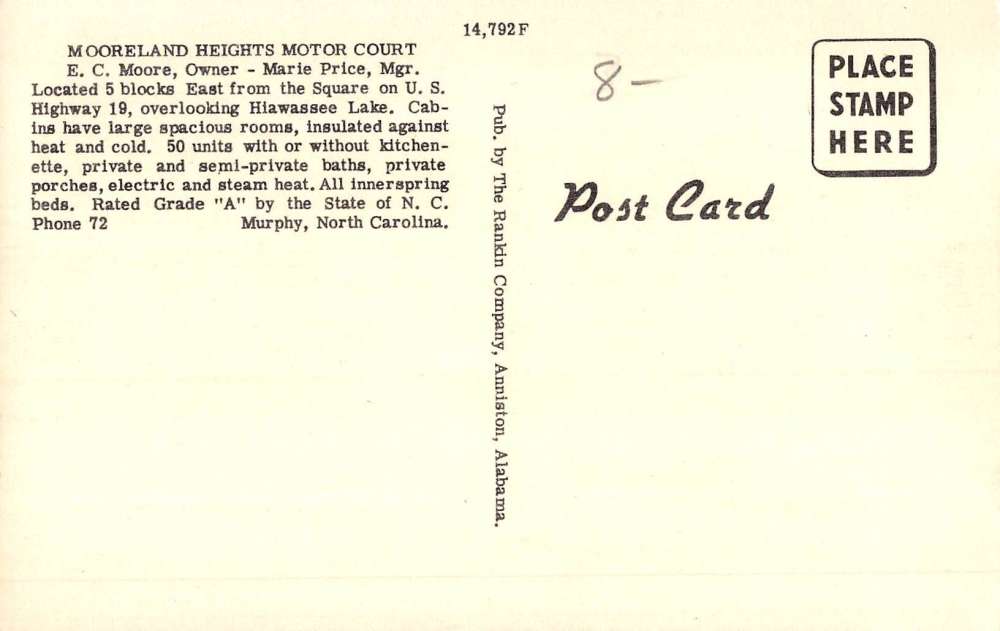 14,792F
MOORELAND HEIGHTS MOTOR COURT
E. C. Moore, Owner - Marie Price, Mgr.
Located 5 blocks East from the Square on U. S.
Highway 19, overlooking Hiawassee Lake. Cab-
ins have large spacious rooms, insulated against
heat and cold. 50 units with or without kitchen-
ette, private and semi-private baths, private
porches, electric and steam heat. All innerspring
beds. Rated Grade "A" by the State of N. C.
Phone 72 Murphy, North Carolina.
Pub. by The Rankin Company, Anniston, Alabama.
8-
PLACE
STAMP
HERE
Post Card